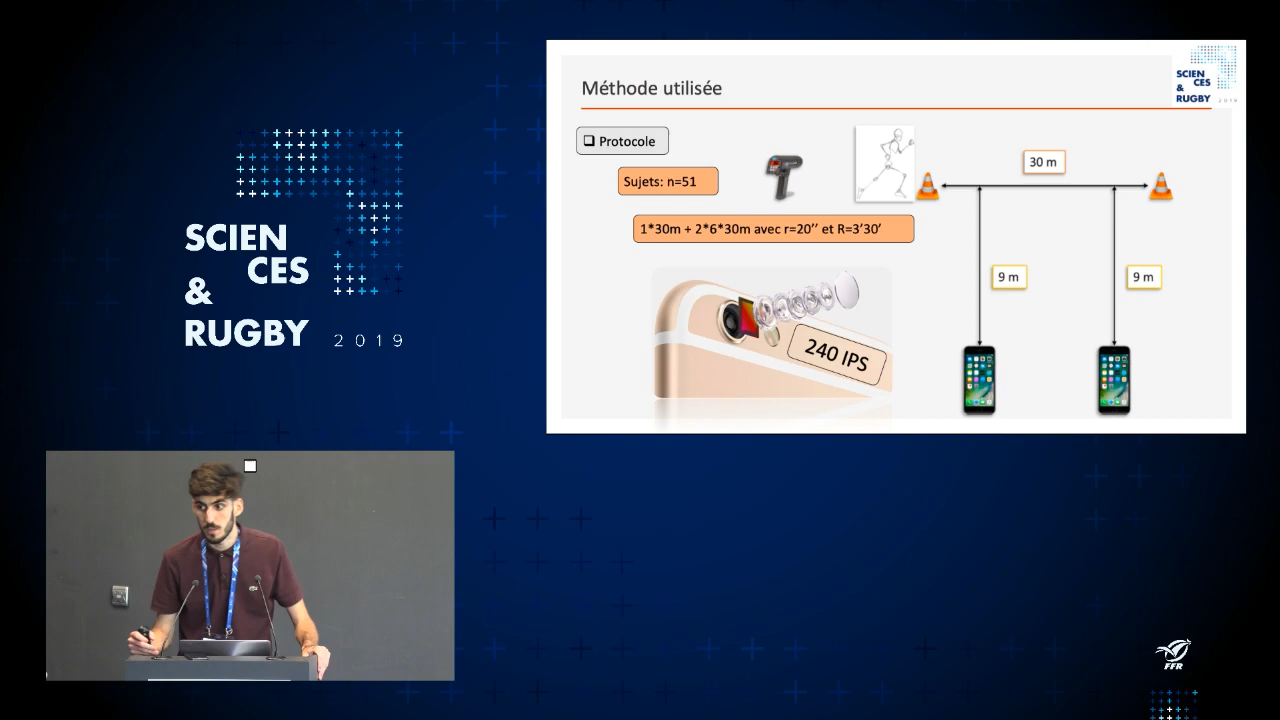 SCIEN
CES
&
RUGBY 2019
Méthode utilisée
SCIEN
CES
&
RUGBY 2019
❑ Protocole
Sujets: n=51
1*30m + 2*6*30m avec r=20’’ et R=3’30’
30 m
9 m
9 m
240 IPS
FFR